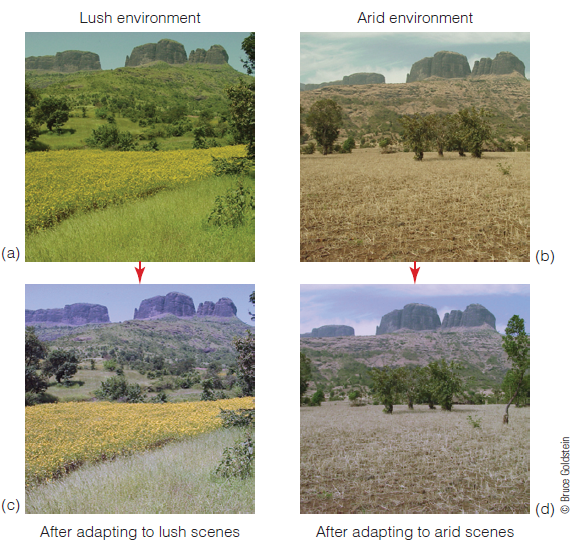 Lush environment
Arid environment
(a)
(b)
(c)
(d)
© Bruce Goldstein
After adapting to lush scenes
After adapting to arid scenes